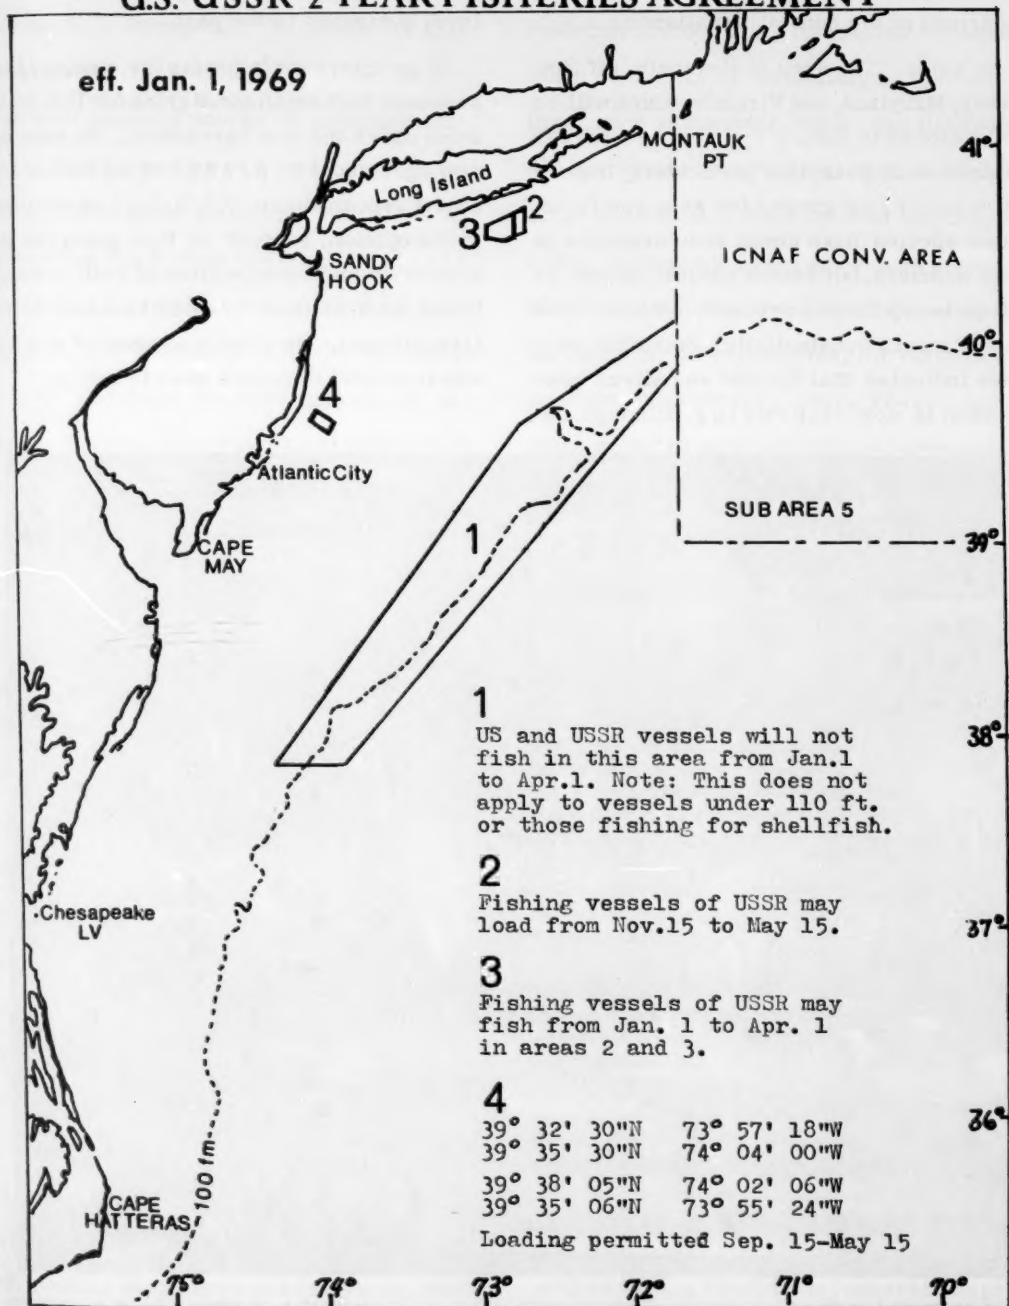 U.S.-USSR 2-YEAR FISHERIES AGREEMENT
eff. Jan. 1, 1969
MONTAUK
PT
41°
Long Island
2
3
ICNAF CONV. AREA
SANDY
HOOK
40°
4
Atlantic City
SUB AREA 5
1
39°
CAPE
MAY
1
38°
US and USSR vessels will not
fish in this area from Jan.1
to Apr.1. Note: This does not
apply to vessels under 110 ft.
or those fishing for shellfish.
2
Fishing vessels of USSR may
load from Nov.15 to May 15.
Chesapeake
LV
37°
3
Fishing vessels of USSR may
fish from Jan. 1 to Apr. 1
in areas 2 and 3.
4
36°
39° 32' 30"N 73° 57' 18"W
39° 35' 30"N 74° 04' 00"W
39° 38' 05"N 74° 02' 06"W
39° 35' 06"N 73° 55' 24"W
Loading permitted Sep. 15-May 15
100 fm
CAPE
HATTERAS
75° 74° 73° 72° 71° 70°